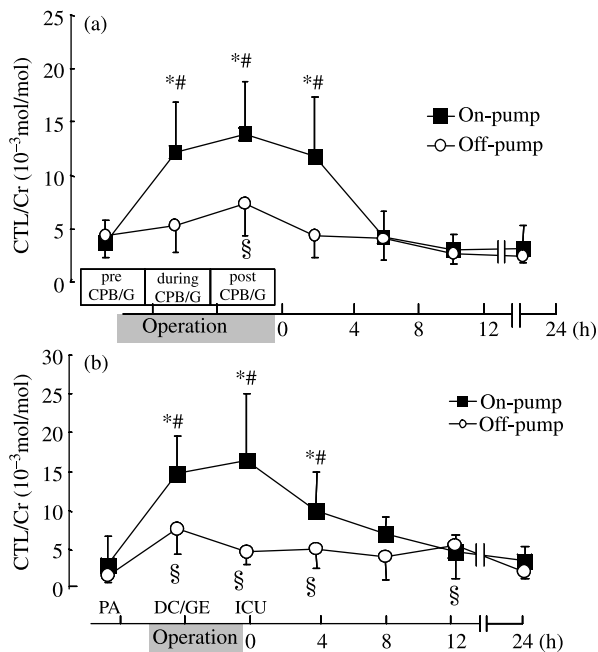 (a)
CTL/Cr (10⁻³mol/mol)
25
20
15
10
5
0
*#
*#
*#
§
On-pump
Off-pump
pre CPB/G
during CPB/G
post CPB/G
Operation
0 4 8 12 24 (h)
(b)
CTL/Cr (10⁻³mol/mol)
30
25
20
15
10
5
0
*#
*#
*#
§ § § §
On-pump
Off-pump
PA DC/GE ICU
Operation
0 4 8 12 24 (h)